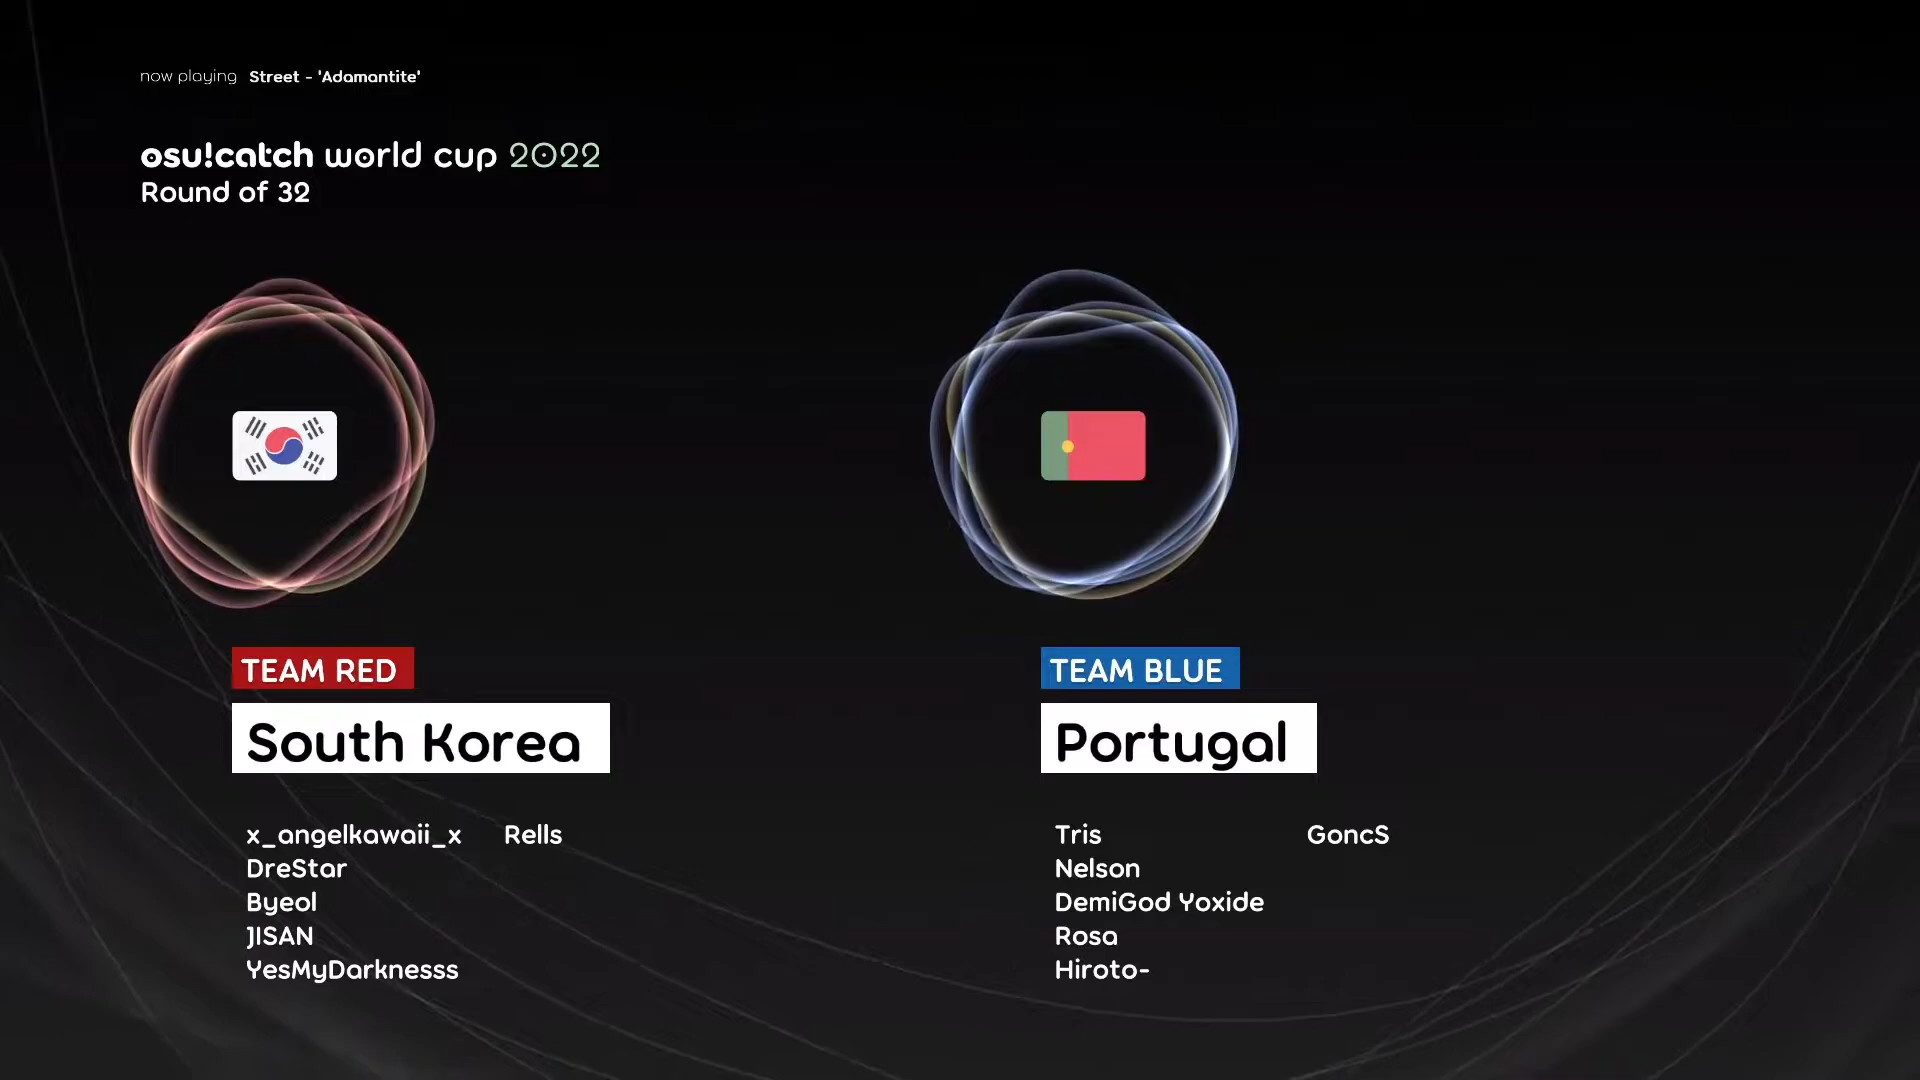 now playing Street - 'Adamantite'
osu!catch world cup 2022
Round of 32
TEAM RED
South Korea
x_angelkawaii_x Rells
DreStar
Byeol
JISAN
YesMyDarknesss
TEAM BLUE
Portugal
Tris GoncS
Nelson
DemiGod Yoxide
Rosa
Hiroto-